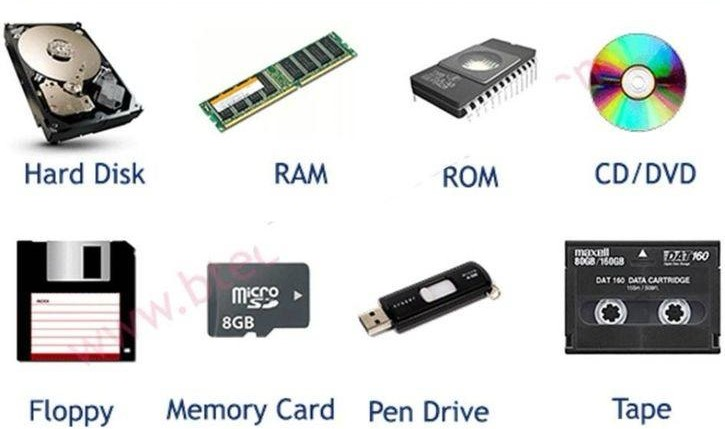 Hard Disk
RAM
ROM
CD/DVD
micro
SD
8GB
maxell
80GB/160GB
DAT 160
DAT 160 DATA CARTRIDGE
Floppy
Memory Card
Pen Drive
Tape